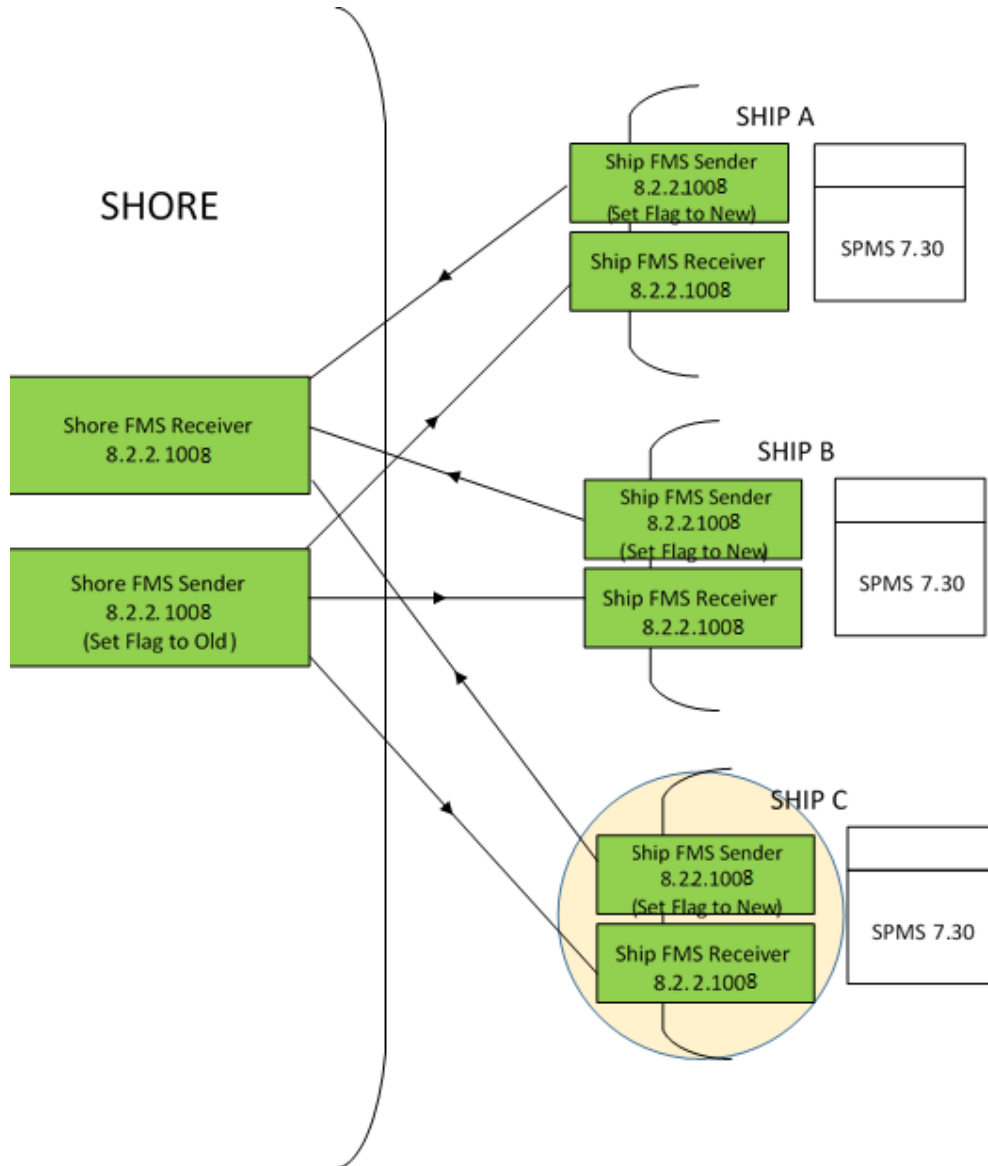 SHORE
Shore FMS Receiver
8.2.2.1008
Shore FMS Sender
8.2.2.1008
(Set Flag to Old)
SHIP A
Ship FMS Sender
8.2.2.1008
(Set Flag to New)
Ship FMS Receiver
8.2.2.1008
SPMS 7.30
SHIP B
Ship FMS Sender
8.2.2.1008
(Set Flag to New)
Ship FMS Receiver
8.2.2.1008
SPMS 7.30
SHIP C
Ship FMS Sender
8.22.1008
(Set Flag to New)
Ship FMS Receiver
8.2.2.1008
SPMS 7.30